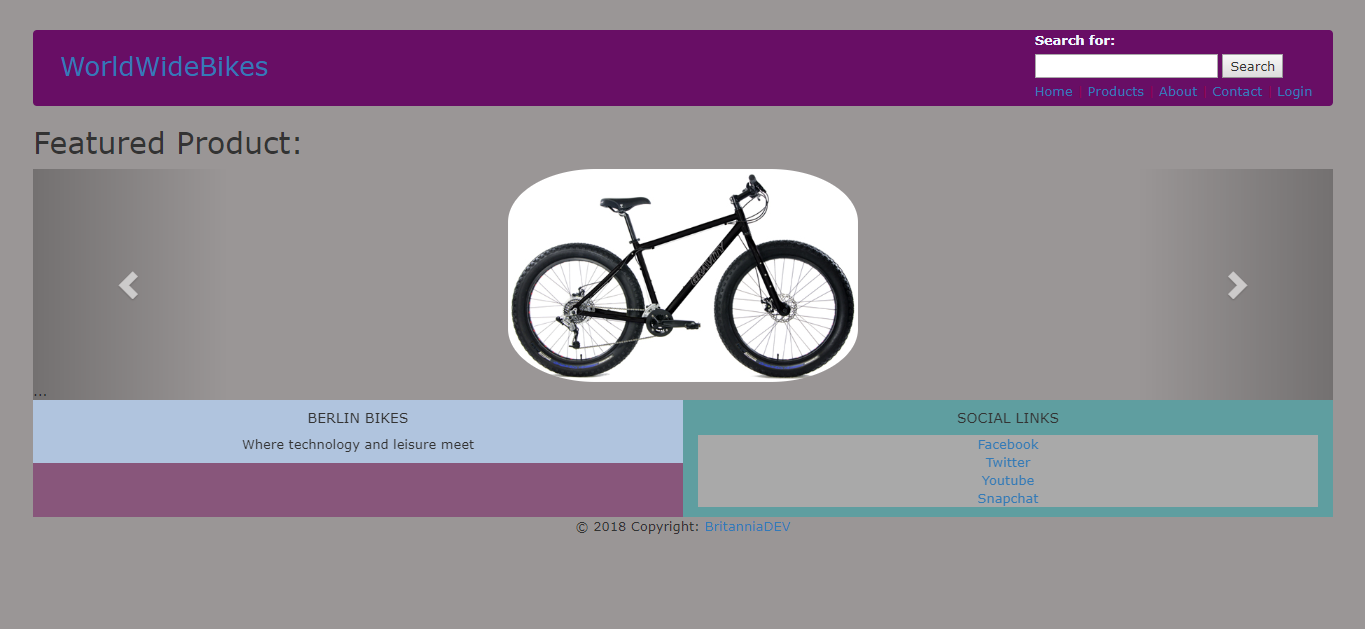 Search for:
WorldWideBikes
Search
Home Products About Contact Login
Featured Product:
GRAVITY
...
BERLIN BIKES
Where technology and leisure meet
SOCIAL LINKS
Facebook
Twitter
Youtube
Snapchat
© 2018 Copyright: BritanniaDEV